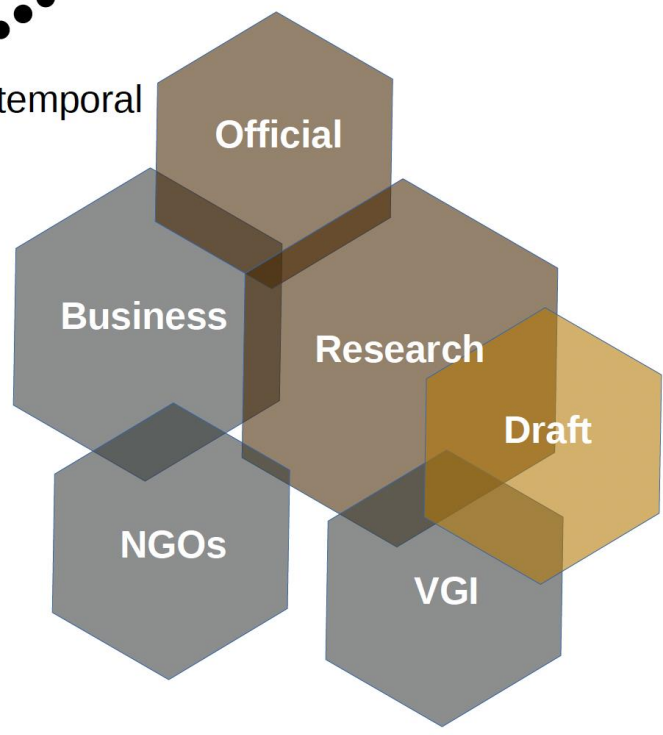 temporal
Official
Business
Research
Draft
NGOs
VGI